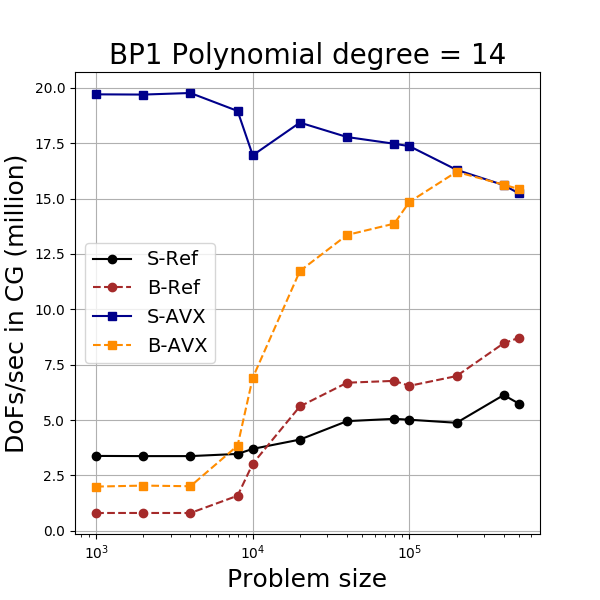 BP1 Polynomial degree = 14
DoFs/sec in CG (million)
20.0
17.5
15.0
12.5
10.0
7.5
5.0
2.5
0.0
S-Ref
B-Ref
S-AVX
B-AVX
10³ 10⁴ 10⁵
Problem size